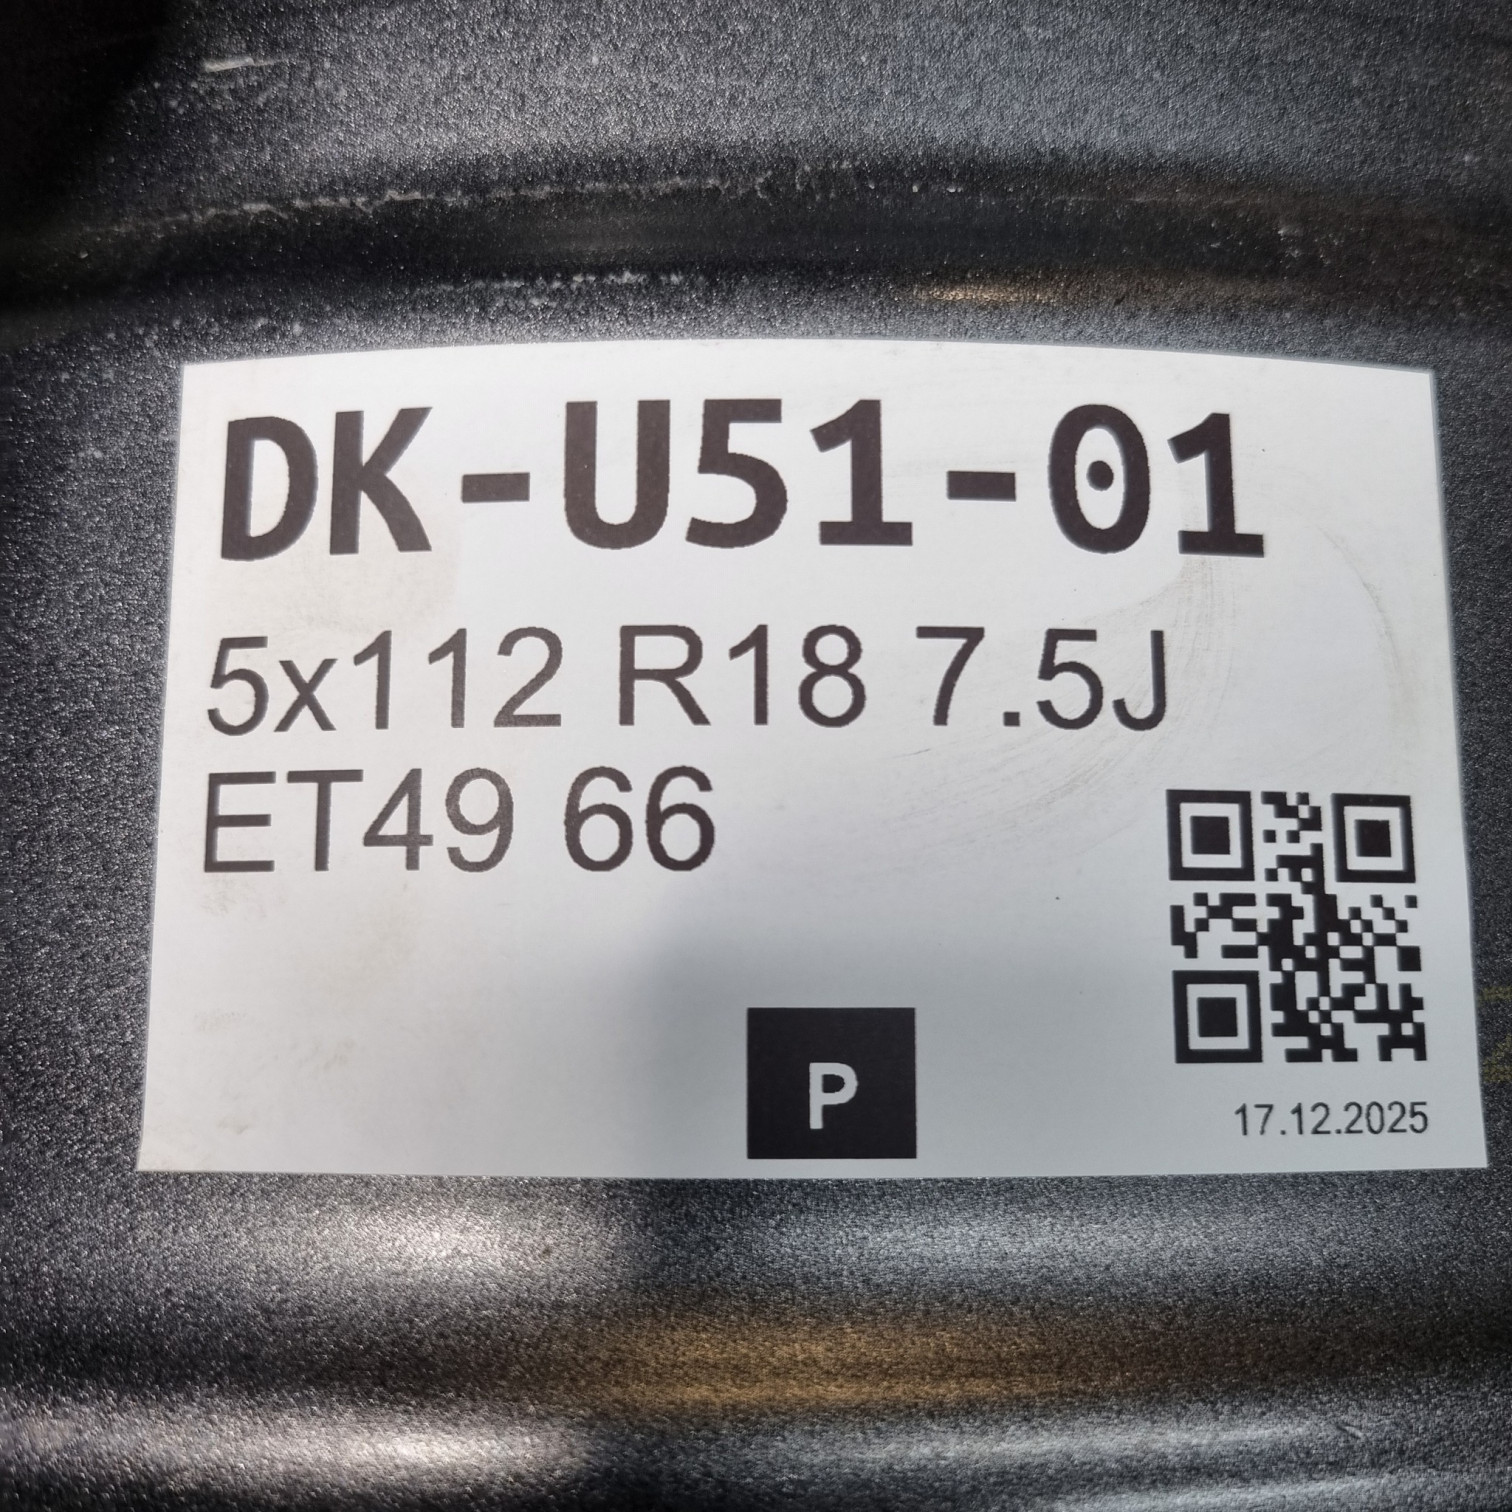 DK-U51-01
5x112 R18 7.5J
ET49 66
P
17.12.2025